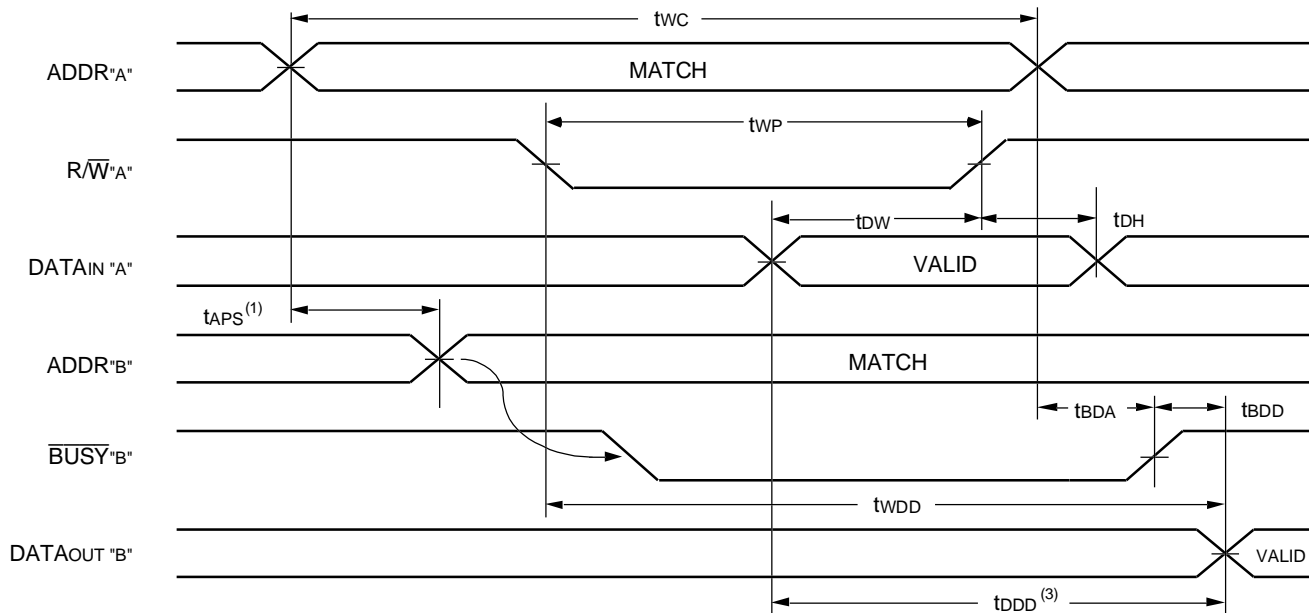 tWC
ADDR"A"
MATCH
tWP
R/W"A"
tDW
tDH
DATAIN "A"
VALID
tAPS(1)
ADDR"B"
MATCH
tBDA
tBDD
BUSY"B"
tWDD
DATAOUT "B"
VALID
tDDD(3)